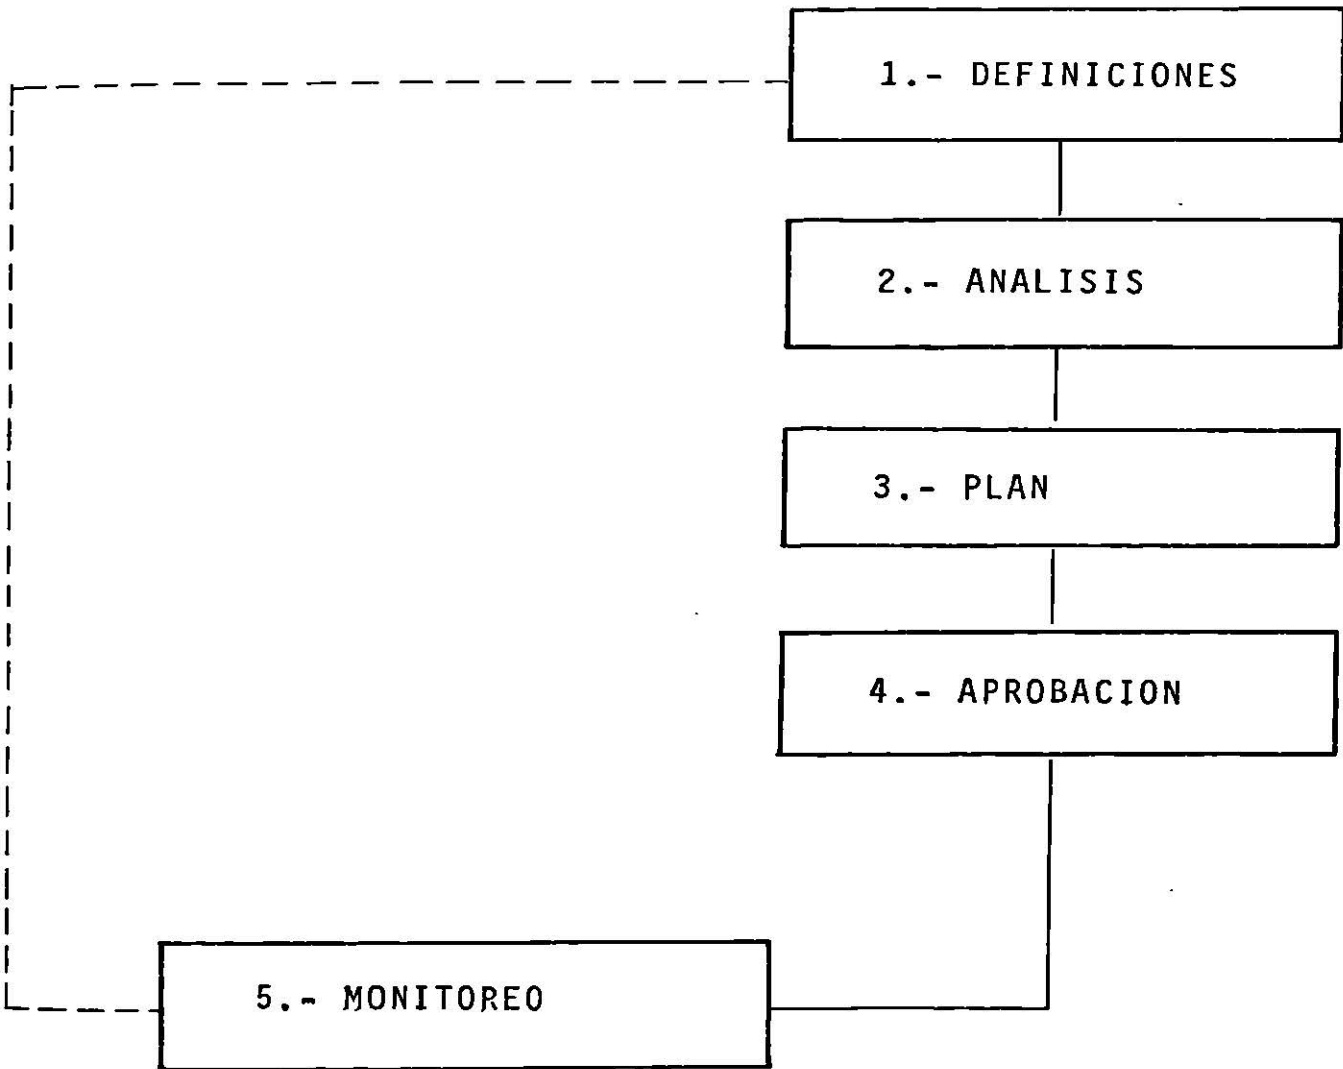 1.- DEFINICIONES
2.- ANALISIS
3.- PLAN
4.- APROBACION
5.- MONITOREO